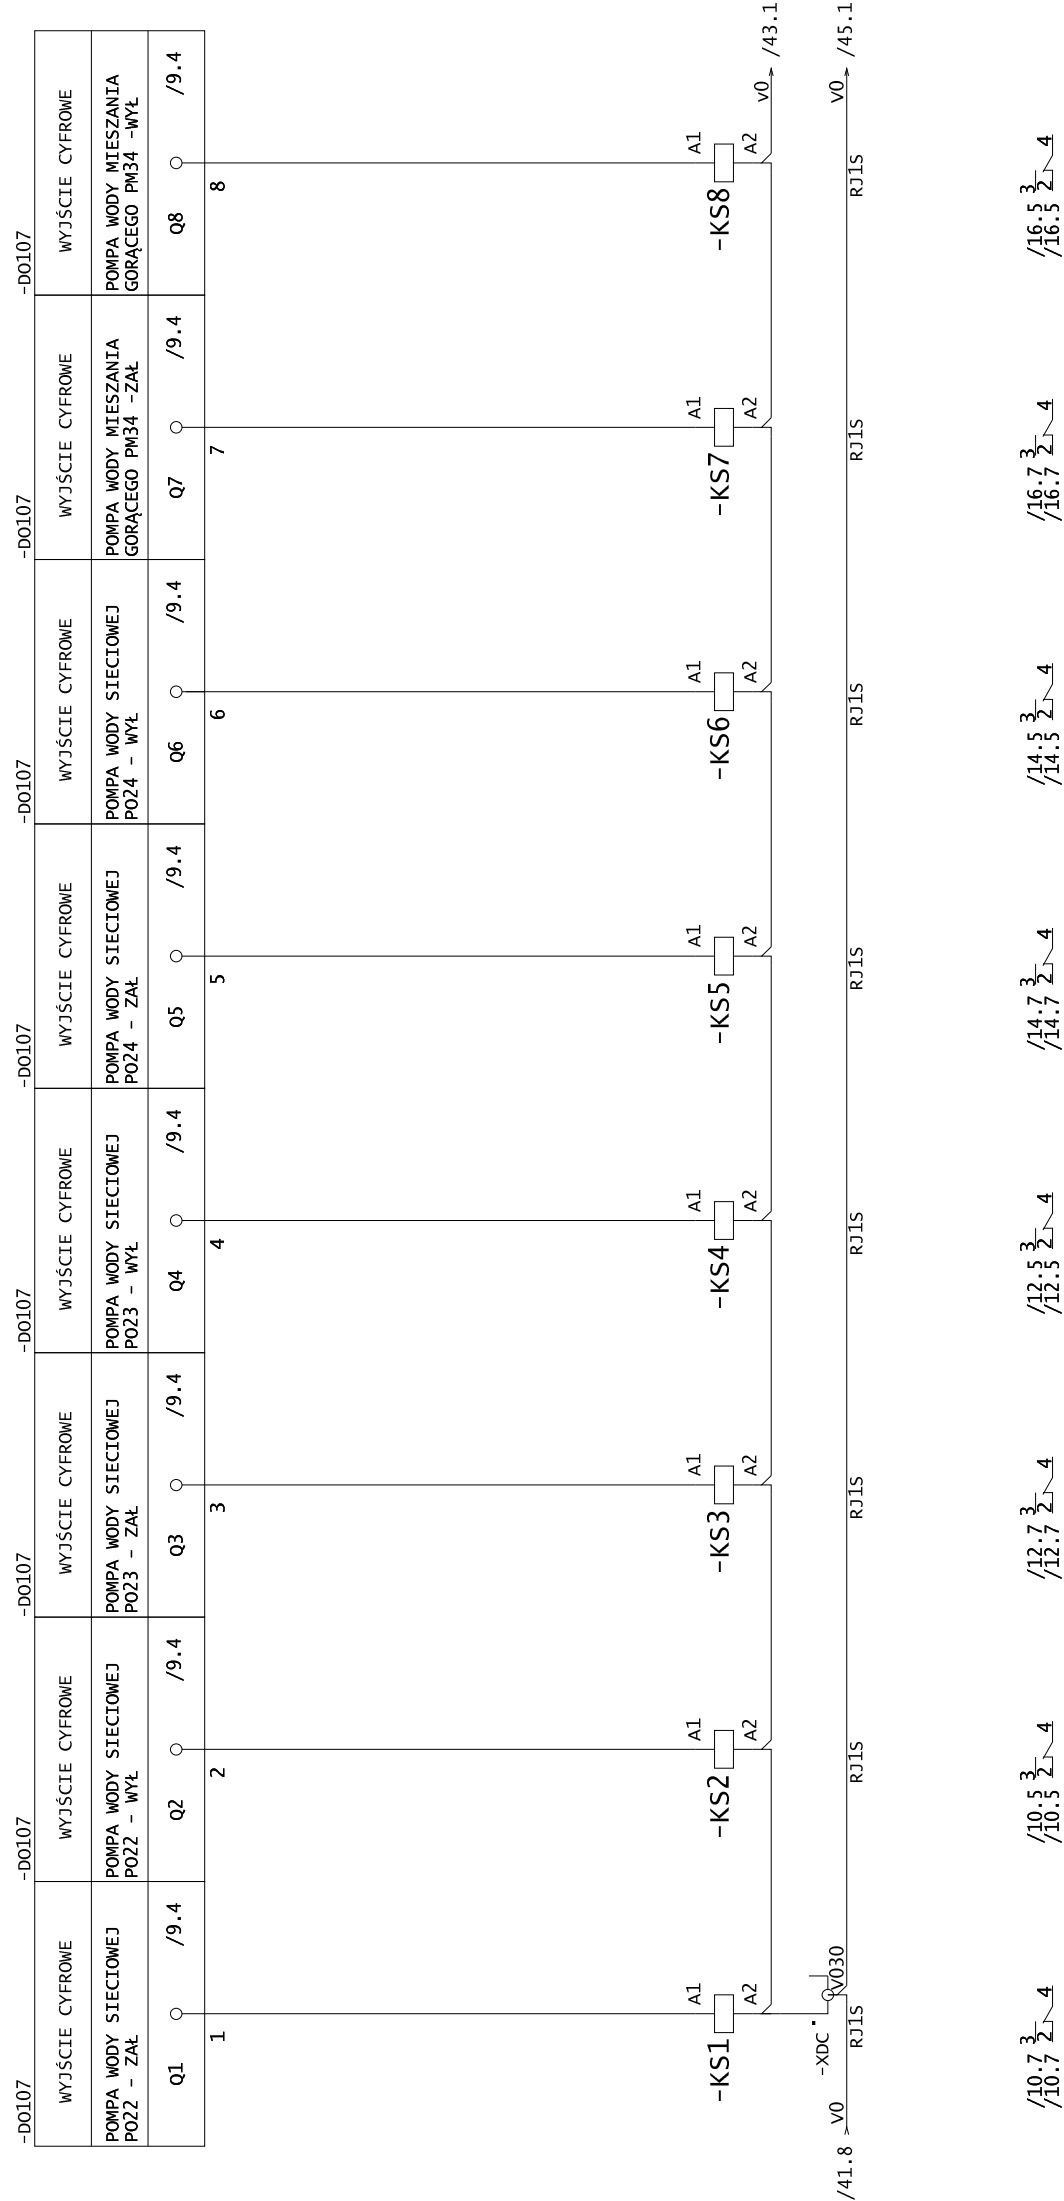 -DO107
WYJŚCIE CYFROWE
POMPA WODY SIECIOWEJ
PO22 - ZAŁ
Q1
/9.4
1
-DO107
WYJŚCIE CYFROWE
POMPA WODY SIECIOWEJ
PO22 - WYŁ
Q2
/9.4
2
-DO107
WYJŚCIE CYFROWE
POMPA WODY SIECIOWEJ
PO23 - ZAŁ
Q3
/9.4
3
-DO107
WYJŚCIE CYFROWE
POMPA WODY SIECIOWEJ
PO23 - WYŁ
Q4
/9.4
4
-DO107
WYJŚCIE CYFROWE
POMPA WODY SIECIOWEJ
PO24 - ZAŁ
Q5
/9.4
5
-DO107
WYJŚCIE CYFROWE
POMPA WODY SIECIOWEJ
PO24 - WYŁ
Q6
/9.4
6
-DO107
WYJŚCIE CYFROWE
POMPA WODY MIESZANIA
GORĄCEGO PM34 -ZAŁ
Q7
/9.4
7
-DO107
WYJŚCIE CYFROWE
POMPA WODY MIESZANIA
GORĄCEGO PM34 -WYŁ
Q8
/9.4
8
-KS1
A1
A2
-KS2
A1
A2
-KS3
A1
A2
-KS4
A1
A2
-KS5
A1
A2
-KS6
A1
A2
-KS7
A1
A2
-KS8
A1
A2
v0
/43.1
-XDC
V030
/41.8
v0
v0
/45.1
RJ1S
RJ1S
RJ1S
RJ1S
RJ1S
RJ1S
RJ1S
RJ1S
/10.7 3
/10.7 2 4
/10.5 3
/10.5 2 4
/12.7 3
/12.7 2 4
/12.5 3
/12.5 2 4
/14.7 3
/14.7 2 4
/14.5 3
/14.5 2 4
/16.7 3
/16.7 2 4
/16.5 3
/16.5 2 4